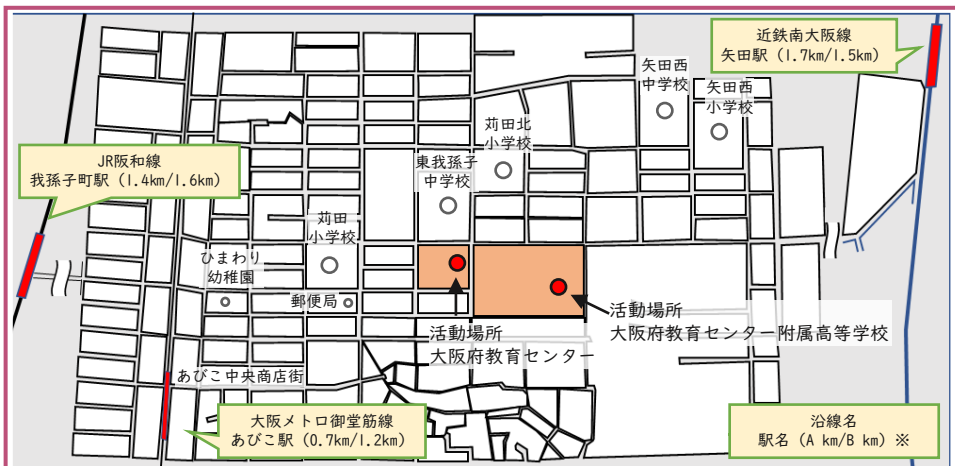 近鉄南大阪線
矢田駅（1.7km/1.5km）
矢田西
中学校
矢田西
小学校
苅田北
小学校
JR阪和線
我孫子町駅（1.4km/1.6km）
東我孫子
中学校
苅田
小学校
ひまわり
幼稚園
郵便局
活動場所
大阪府教育センター
活動場所
大阪府教育センター附属高等学校
あびこ中央商店街
大阪メトロ御堂筋線
あびこ駅（0.7km/1.2km）
沿線名
駅名（A km/B km）※